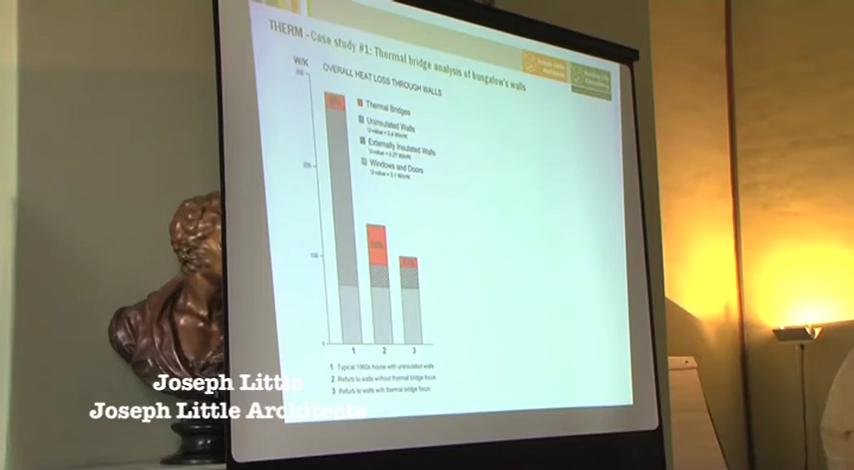 THERM - Case study #1: Thermal bridge analysis of bungalow's walls
W/K
OVERALL HEAT LOSS THROUGH WALLS
Thermal Bridges
Uninsulated Walls
Externally Insulated Walls
Windows and Doors
100
0
1 2 3
1 Typical 1960s house with uninsulated walls
2 Refurb to walls without thermal bridge focus
3 Refurb to walls with thermal bridge focus
Joseph Little
Joseph Little Architects